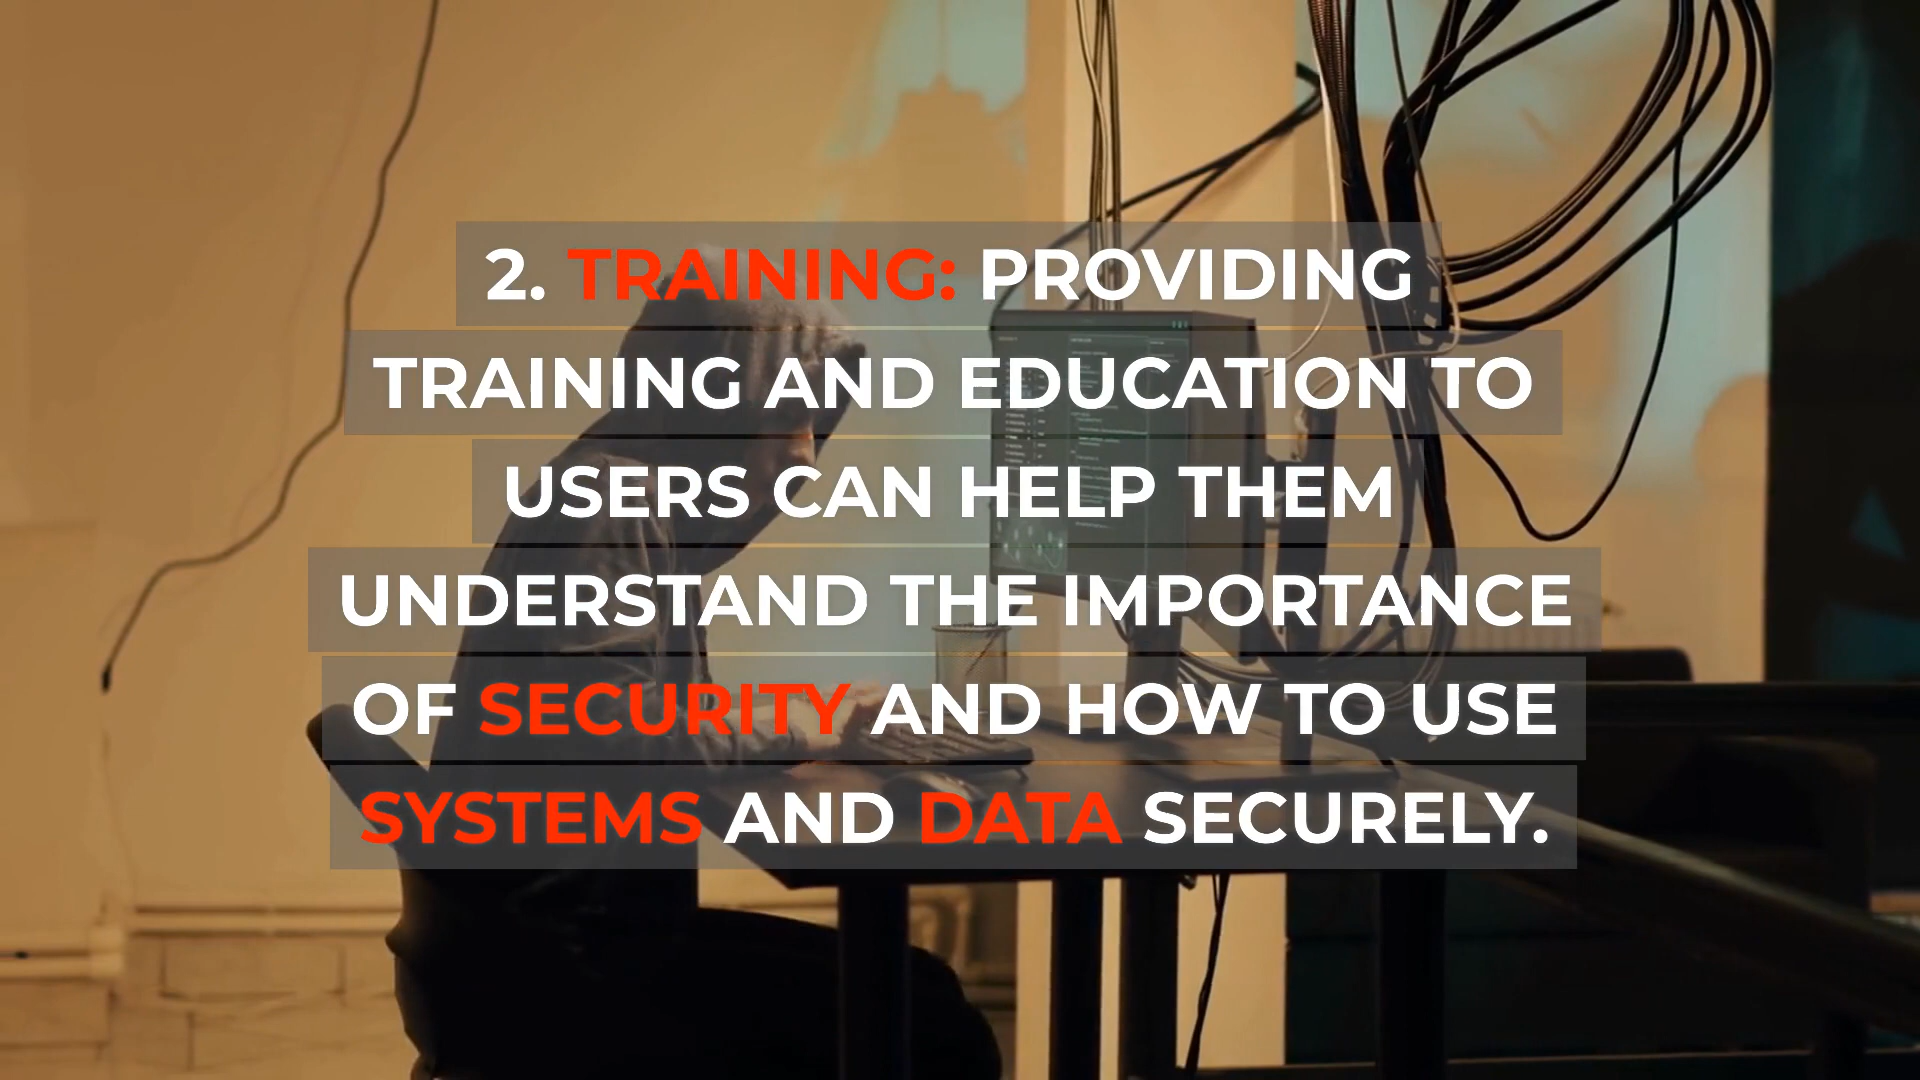 2. TRAINING: PROVIDING
TRAINING AND EDUCATION TO
USERS CAN HELP THEM
UNDERSTAND THE IMPORTANCE
OF SECURITY AND HOW TO USE
SYSTEMS AND DATA SECURELY.